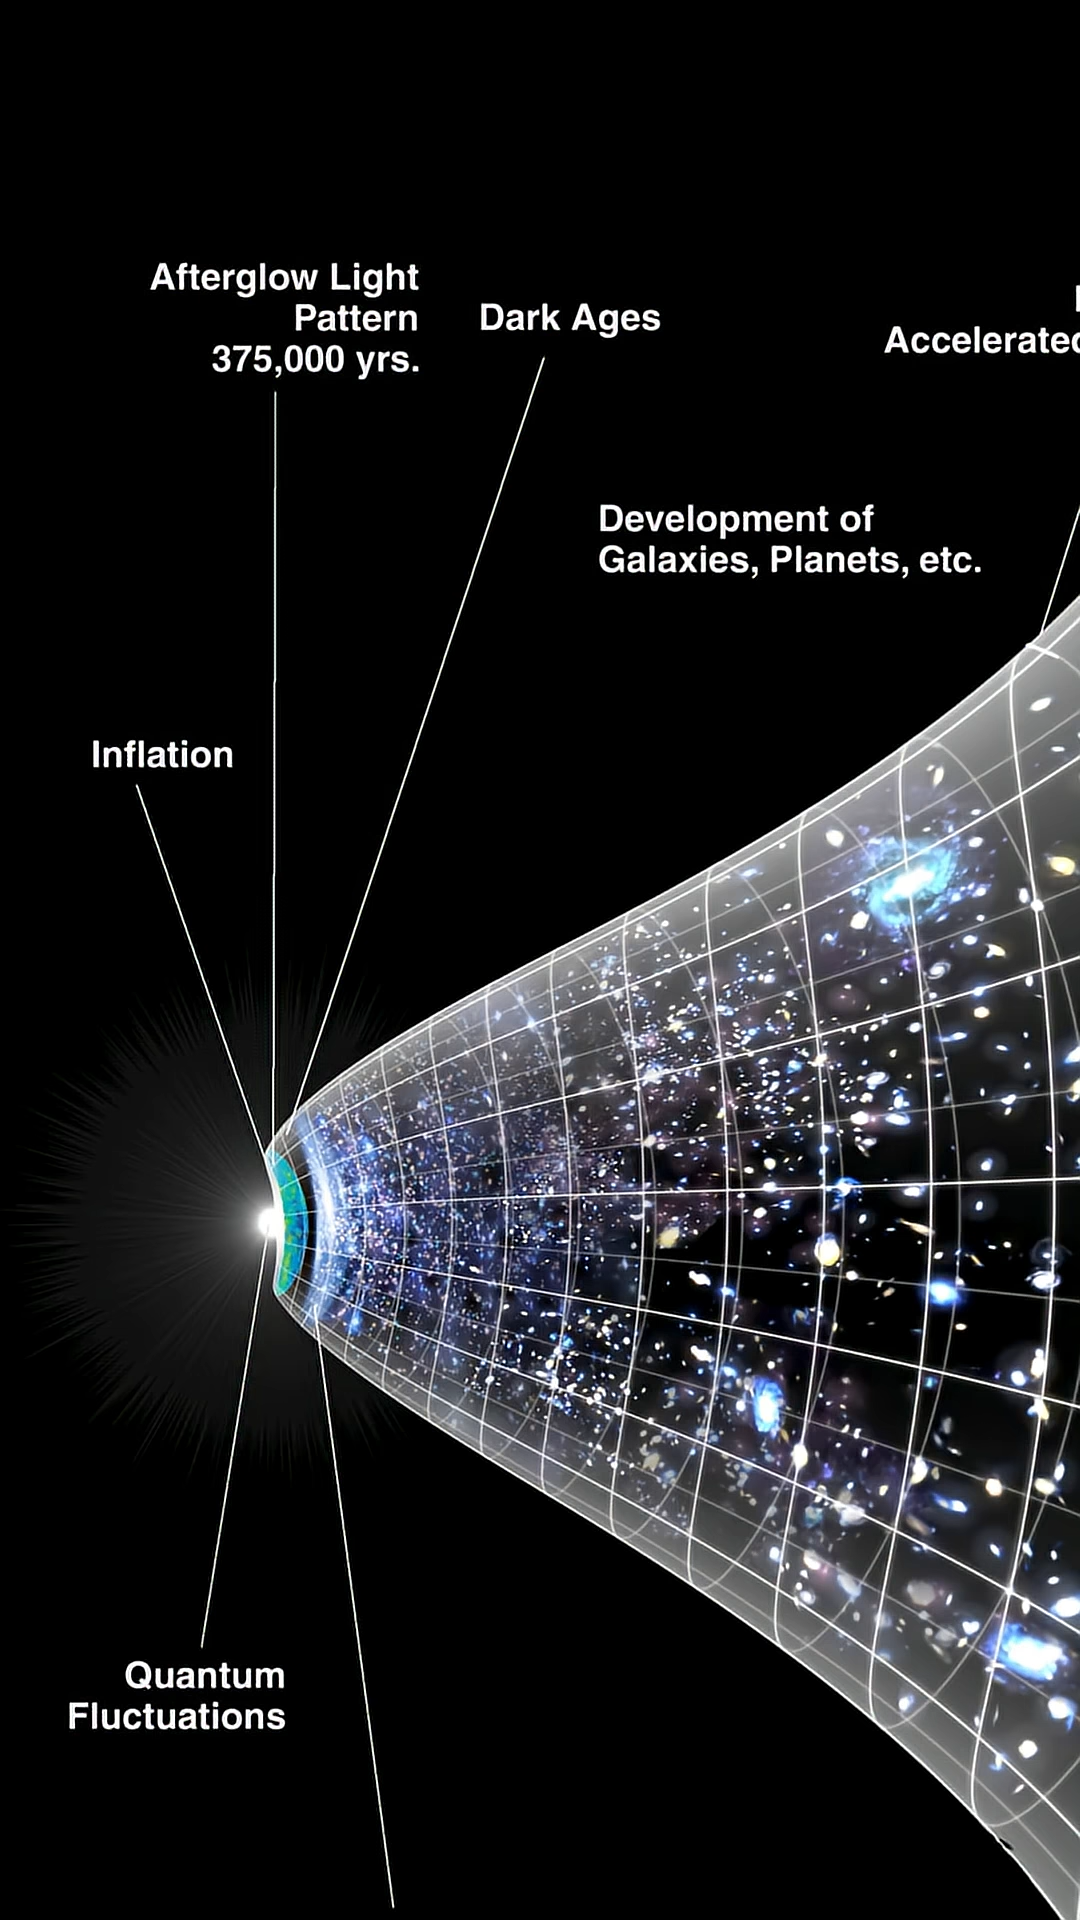 Afterglow Light
Pattern
375,000 yrs.
Dark Ages
Accelerated
Development of
Galaxies, Planets, etc.
Inflation
Quantum
Fluctuations